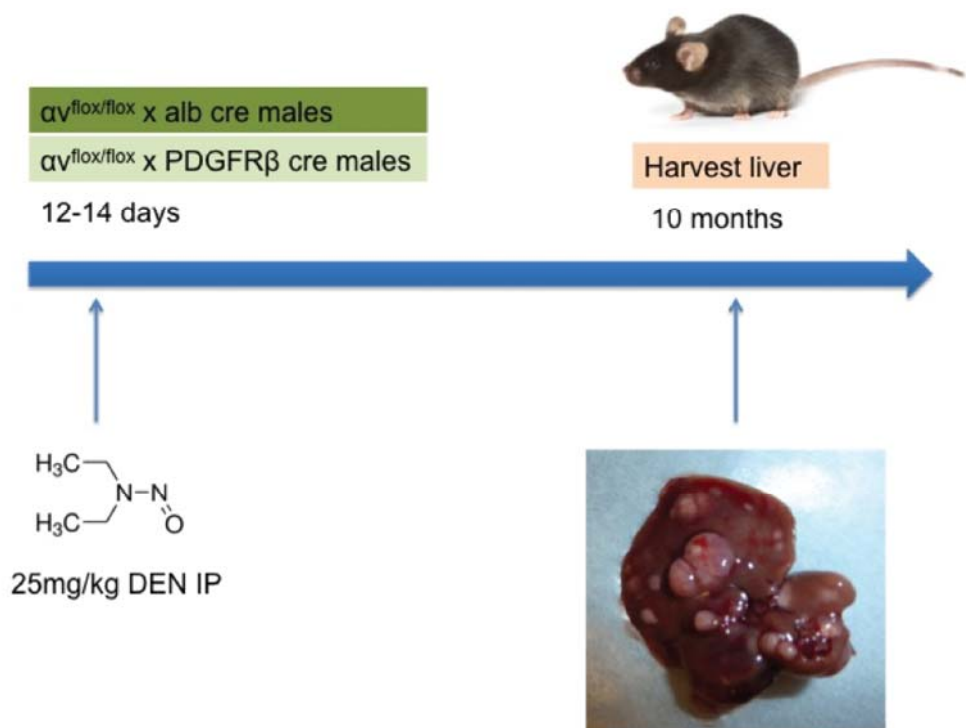 αv^flox/flox x alb cre males
αv^flox/flox x PDGFRβ cre males
12-14 days
Harvest liver
10 months
H₃C
N–N
H₃C
O
25mg/kg DEN IP